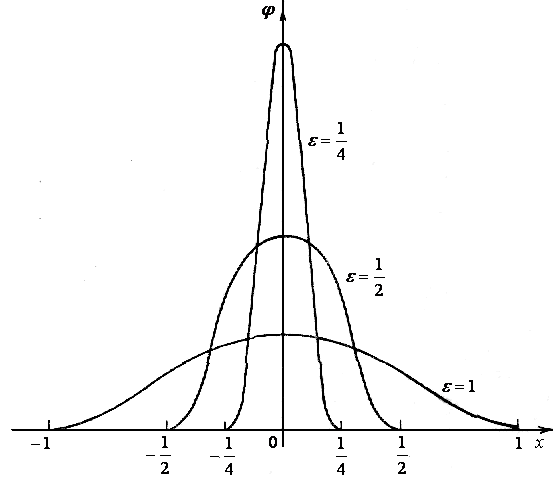 φ
ε = 1/4
ε = 1/2
ε = 1
−1 −1/2 −1/4 0 1/4 1/2 1 x